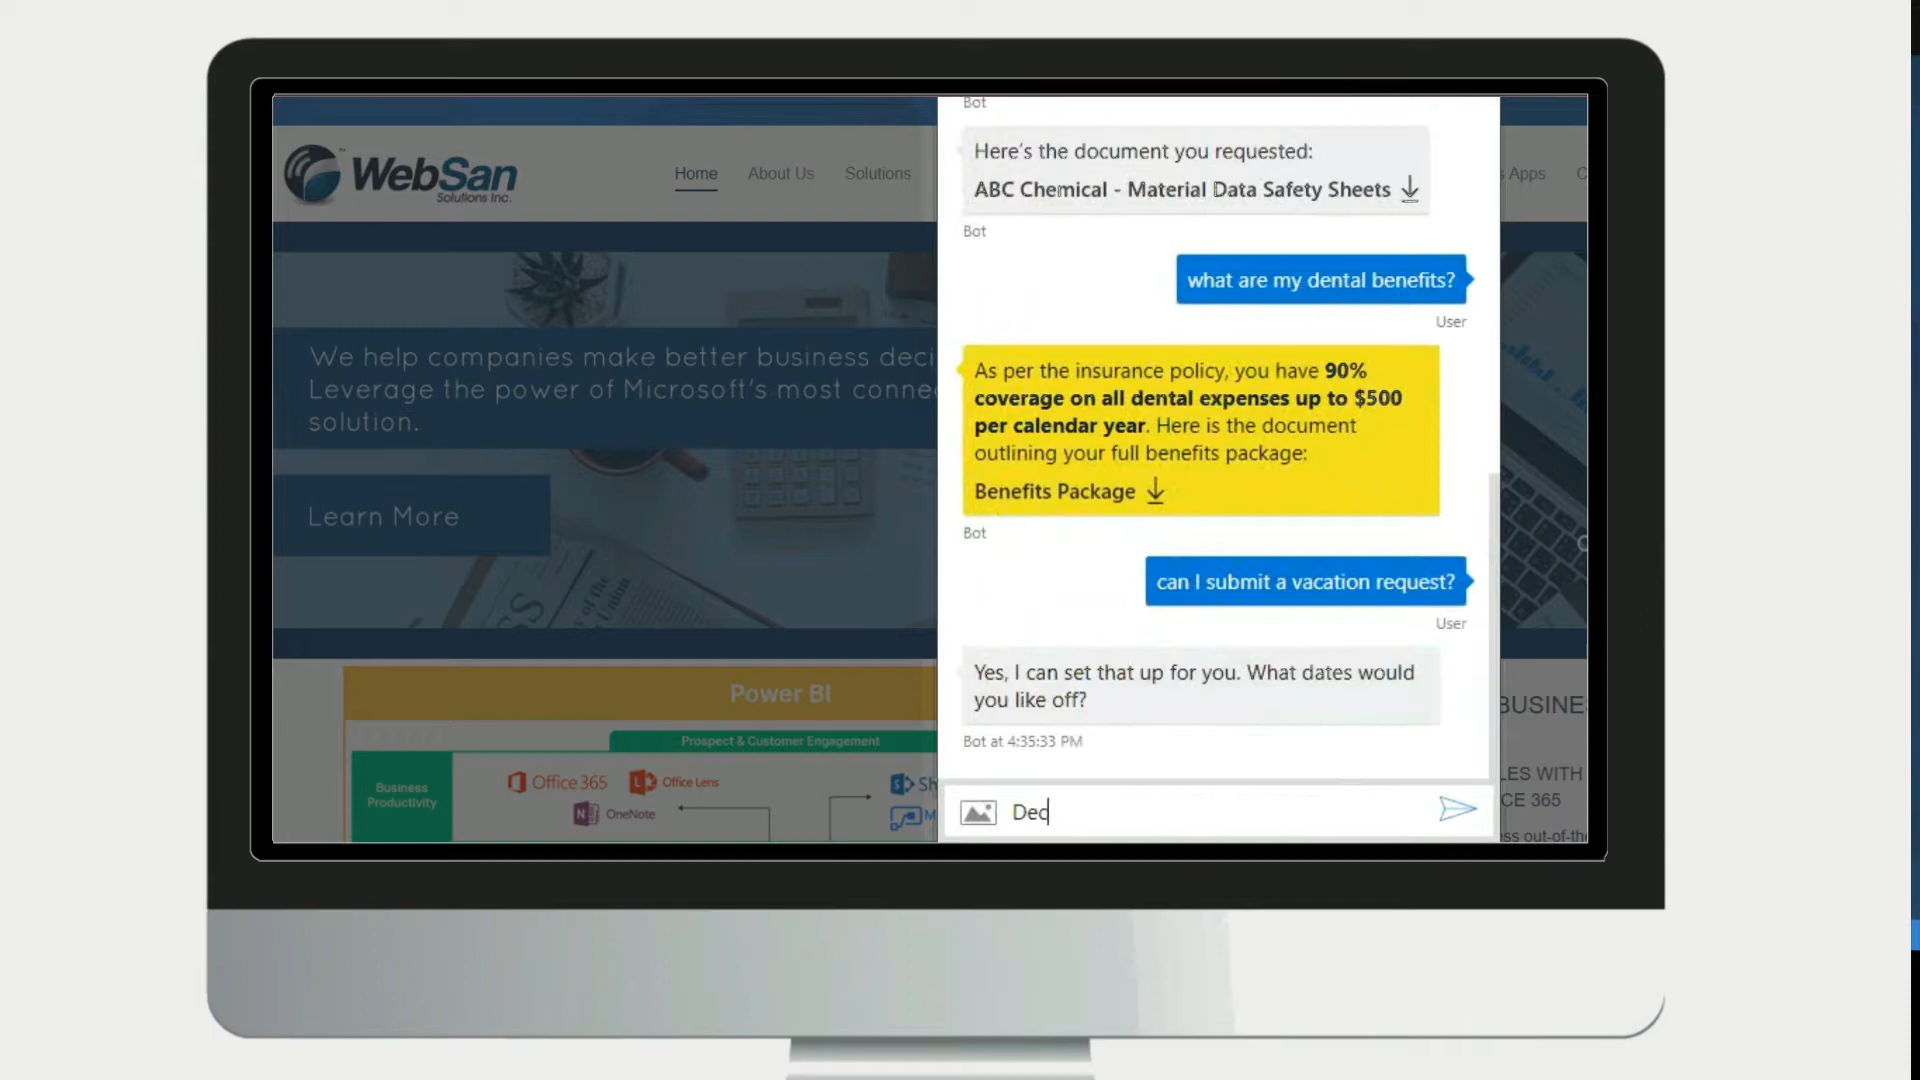 WebSan
Solutions Inc.
Home
About Us
Solutions
Apps
We help companies make better business
Leverage the power of Microsoft's most
solution.
Learn More
Power BI
Prospect & Customer Engagement
Business
Productivity
Office 365
Office Lens
OneNote
Bot
Here's the document you requested:
ABC Chemical - Material Data Safety Sheets
Bot
what are my dental benefits?
User
As per the insurance policy, you have 90%
coverage on all dental expenses up to $500
per calendar year. Here is the document
outlining your full benefits package:
Benefits Package
Bot
can I submit a vacation request?
User
Yes, I can set that up for you. What dates would
you like off?
Bot at 4:35:33 PM
Dec
BUSINE
LES WITH
CE 365
ss out-of-the